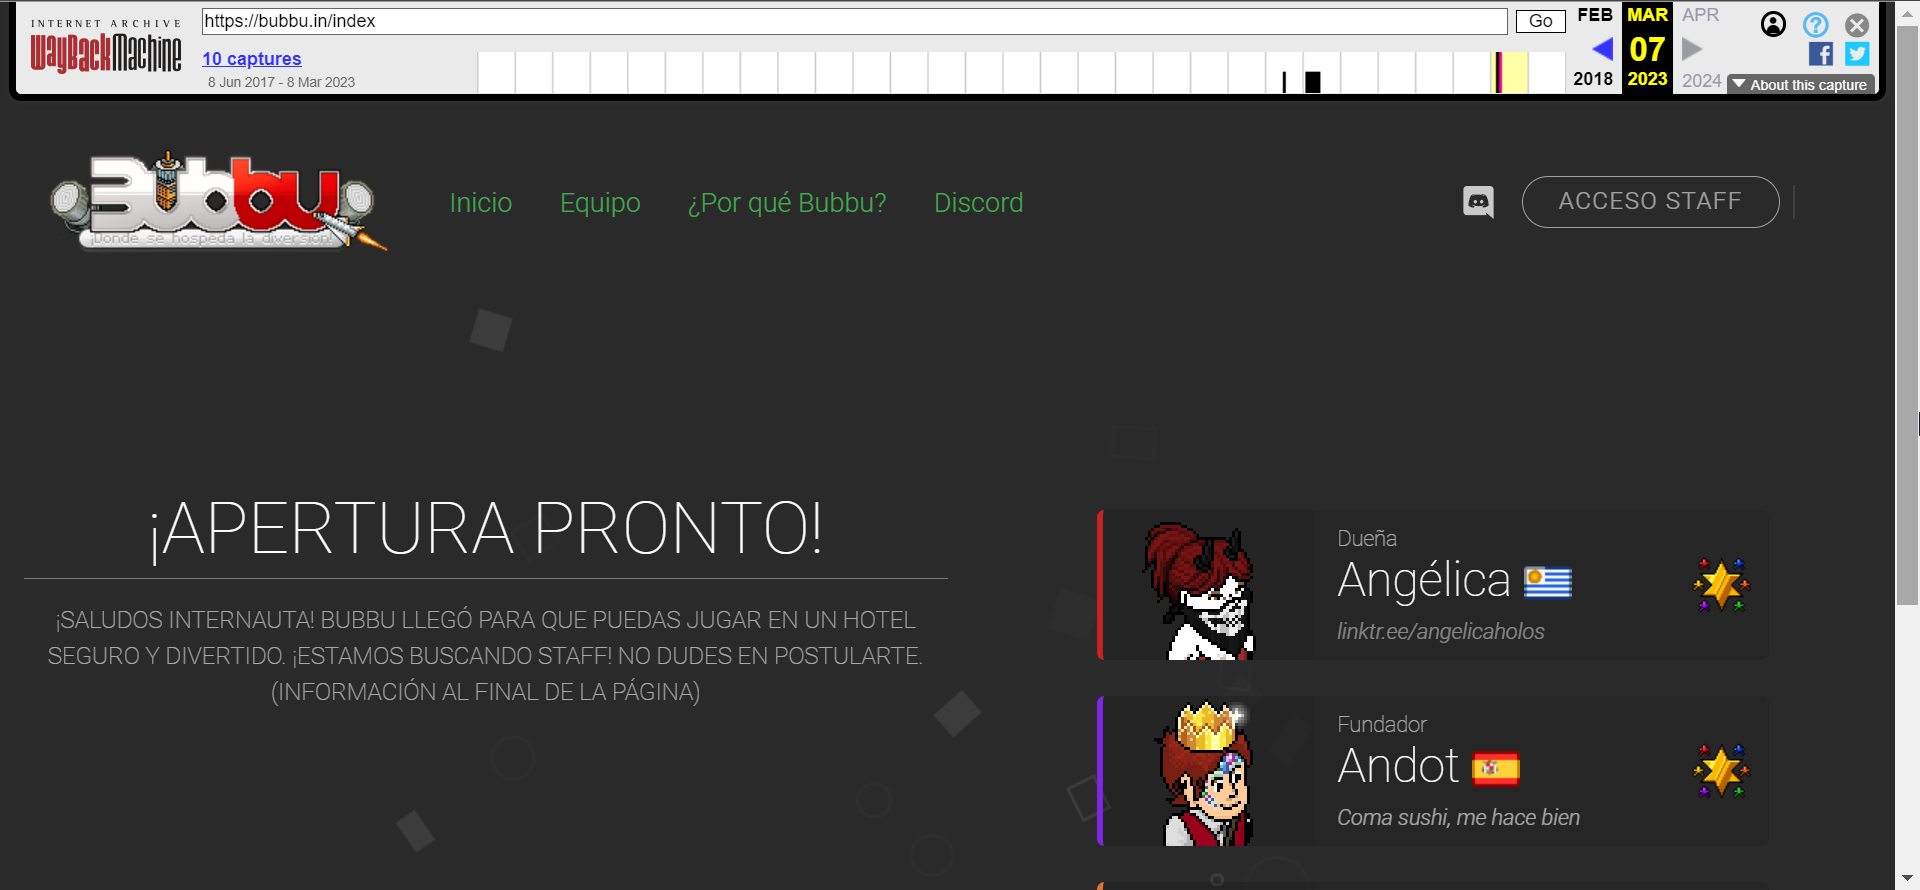 INTERNET ARCHIVE
WayBackMachine
https://bubbu.in/index
Go
10 captures
8 Jun 2017 - 8 Mar 2023
FEB MAR APR
07
2018 2023 2024
About this capture
Bubbu
¡Donde se hospeda la diversión!
Inicio Equipo ¿Por qué Bubbu? Discord
ACCESO STAFF
¡APERTURA PRONTO!
¡SALUDOS INTERNAUTA! BUBBU LLEGÓ PARA QUE PUEDAS JUGAR EN UN HOTEL
SEGURO Y DIVERTIDO. ¡ESTAMOS BUSCANDO STAFF! NO DUDES EN POSTULARTE.
(INFORMACIÓN AL FINAL DE LA PÁGINA)
Dueña
Angélica
linktr.ee/angelicaholos
Fundador
Andot
Coma sushi, me hace bien